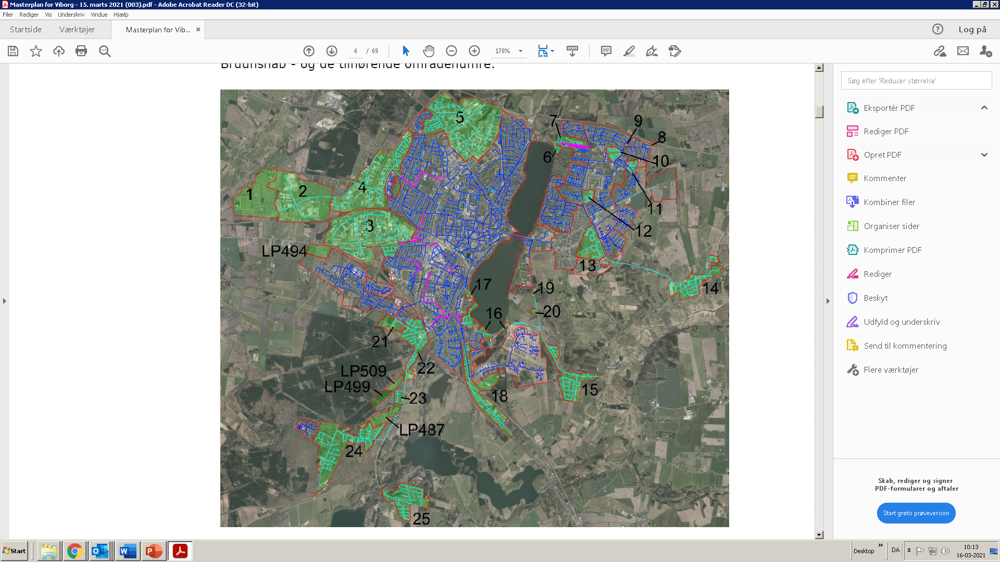 Masterplan for Viborg - 15. marts 2021 (003).pdf - Adobe Acrobat Reader DC (32-bit)
Filer Rediger Vis Underskriv Vindue Hjælp
Startside Værktøjer Masterplan for Vib... × Log på
6 / 69 170%
Bruunshåb - og de tilhørende områdenumre.
5
7
9
8
6
10
1
2
4
11
3
12
LP494
13
17
19
14
16
20
21
22
LP509
LP499
15
18
23
LP487
24
25
Søg efter 'Reducer størrelse'
Eksportér PDF
Rediger PDF
Opret PDF
Kommenter
Kombiner filer
Organiser sider
Komprimer PDF
Rediger
Beskyt
Udfyld og underskriv
Send til kommentering
Flere værktøjer
Skab, rediger og signer
PDF-formularer og aftaler
Start gratis prøveversion
Start
Desktop » DA 10:13
16-03-2021